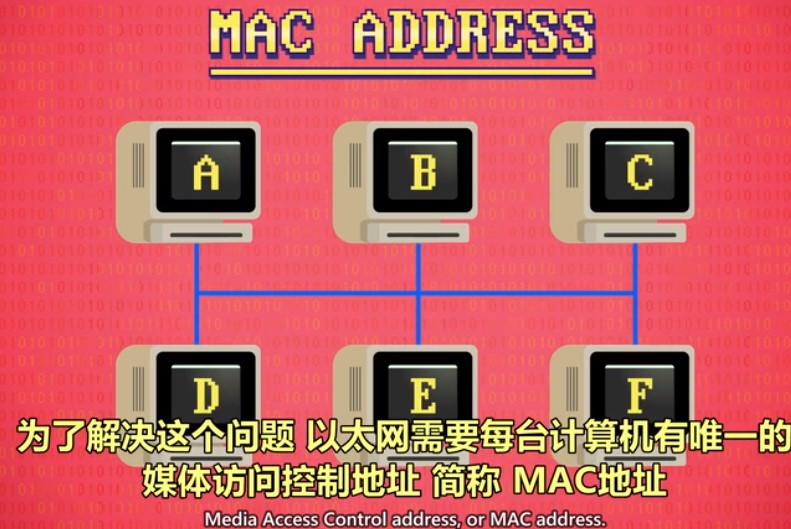 MAC ADDRESS
A B C
D E F
为了解决这个问题 以太网需要每台计算机有唯一的
媒体访问控制地址 简称 MAC地址
Media Access Control address, or MAC address.